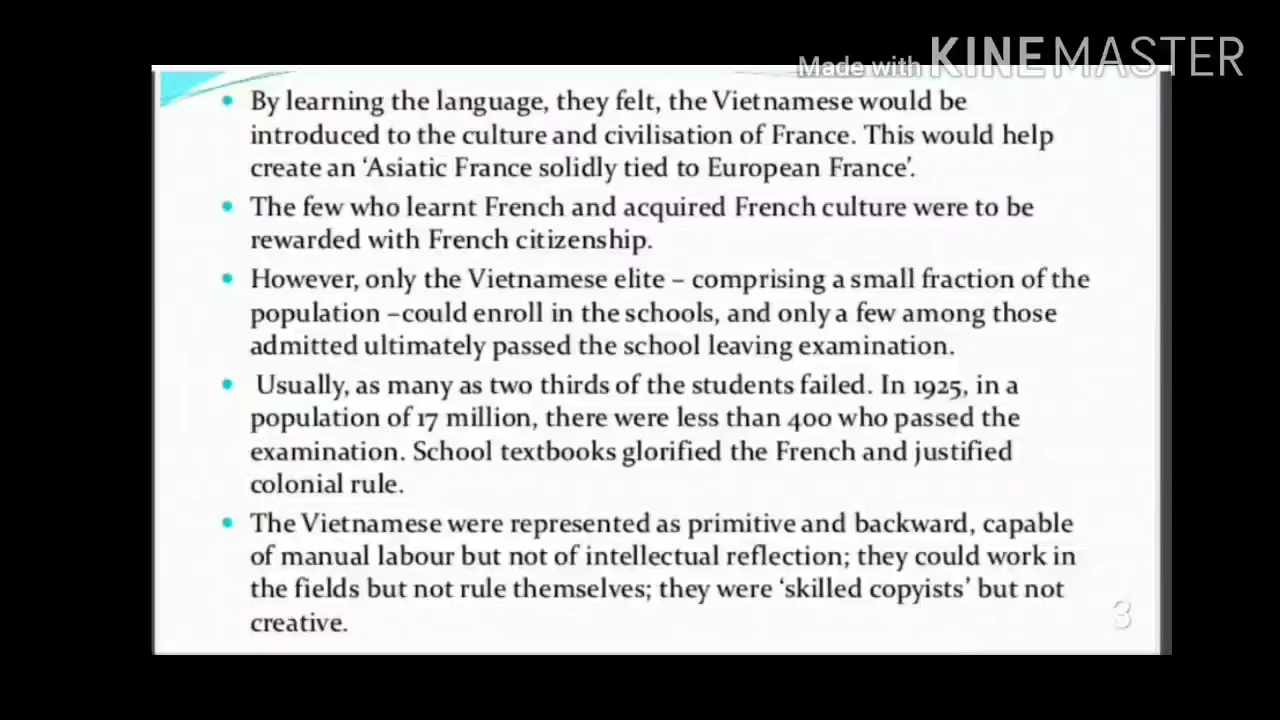 Made with KINEMASTER
• By learning the language, they felt, the Vietnamese would be
introduced to the culture and civilisation of France. This would help
create an ‘Asiatic France solidly tied to European France’.
• The few who learnt French and acquired French culture were to be
rewarded with French citizenship.
• However, only the Vietnamese elite – comprising a small fraction of the
population –could enroll in the schools, and only a few among those
admitted ultimately passed the school leaving examination.
• Usually, as many as two thirds of the students failed. In 1925, in a
population of 17 million, there were less than 400 who passed the
examination. School textbooks glorified the French and justified
colonial rule.
• The Vietnamese were represented as primitive and backward, capable
of manual labour but not of intellectual reflection; they could work in
the fields but not rule themselves; they were ‘skilled copyists’ but not
creative.
3